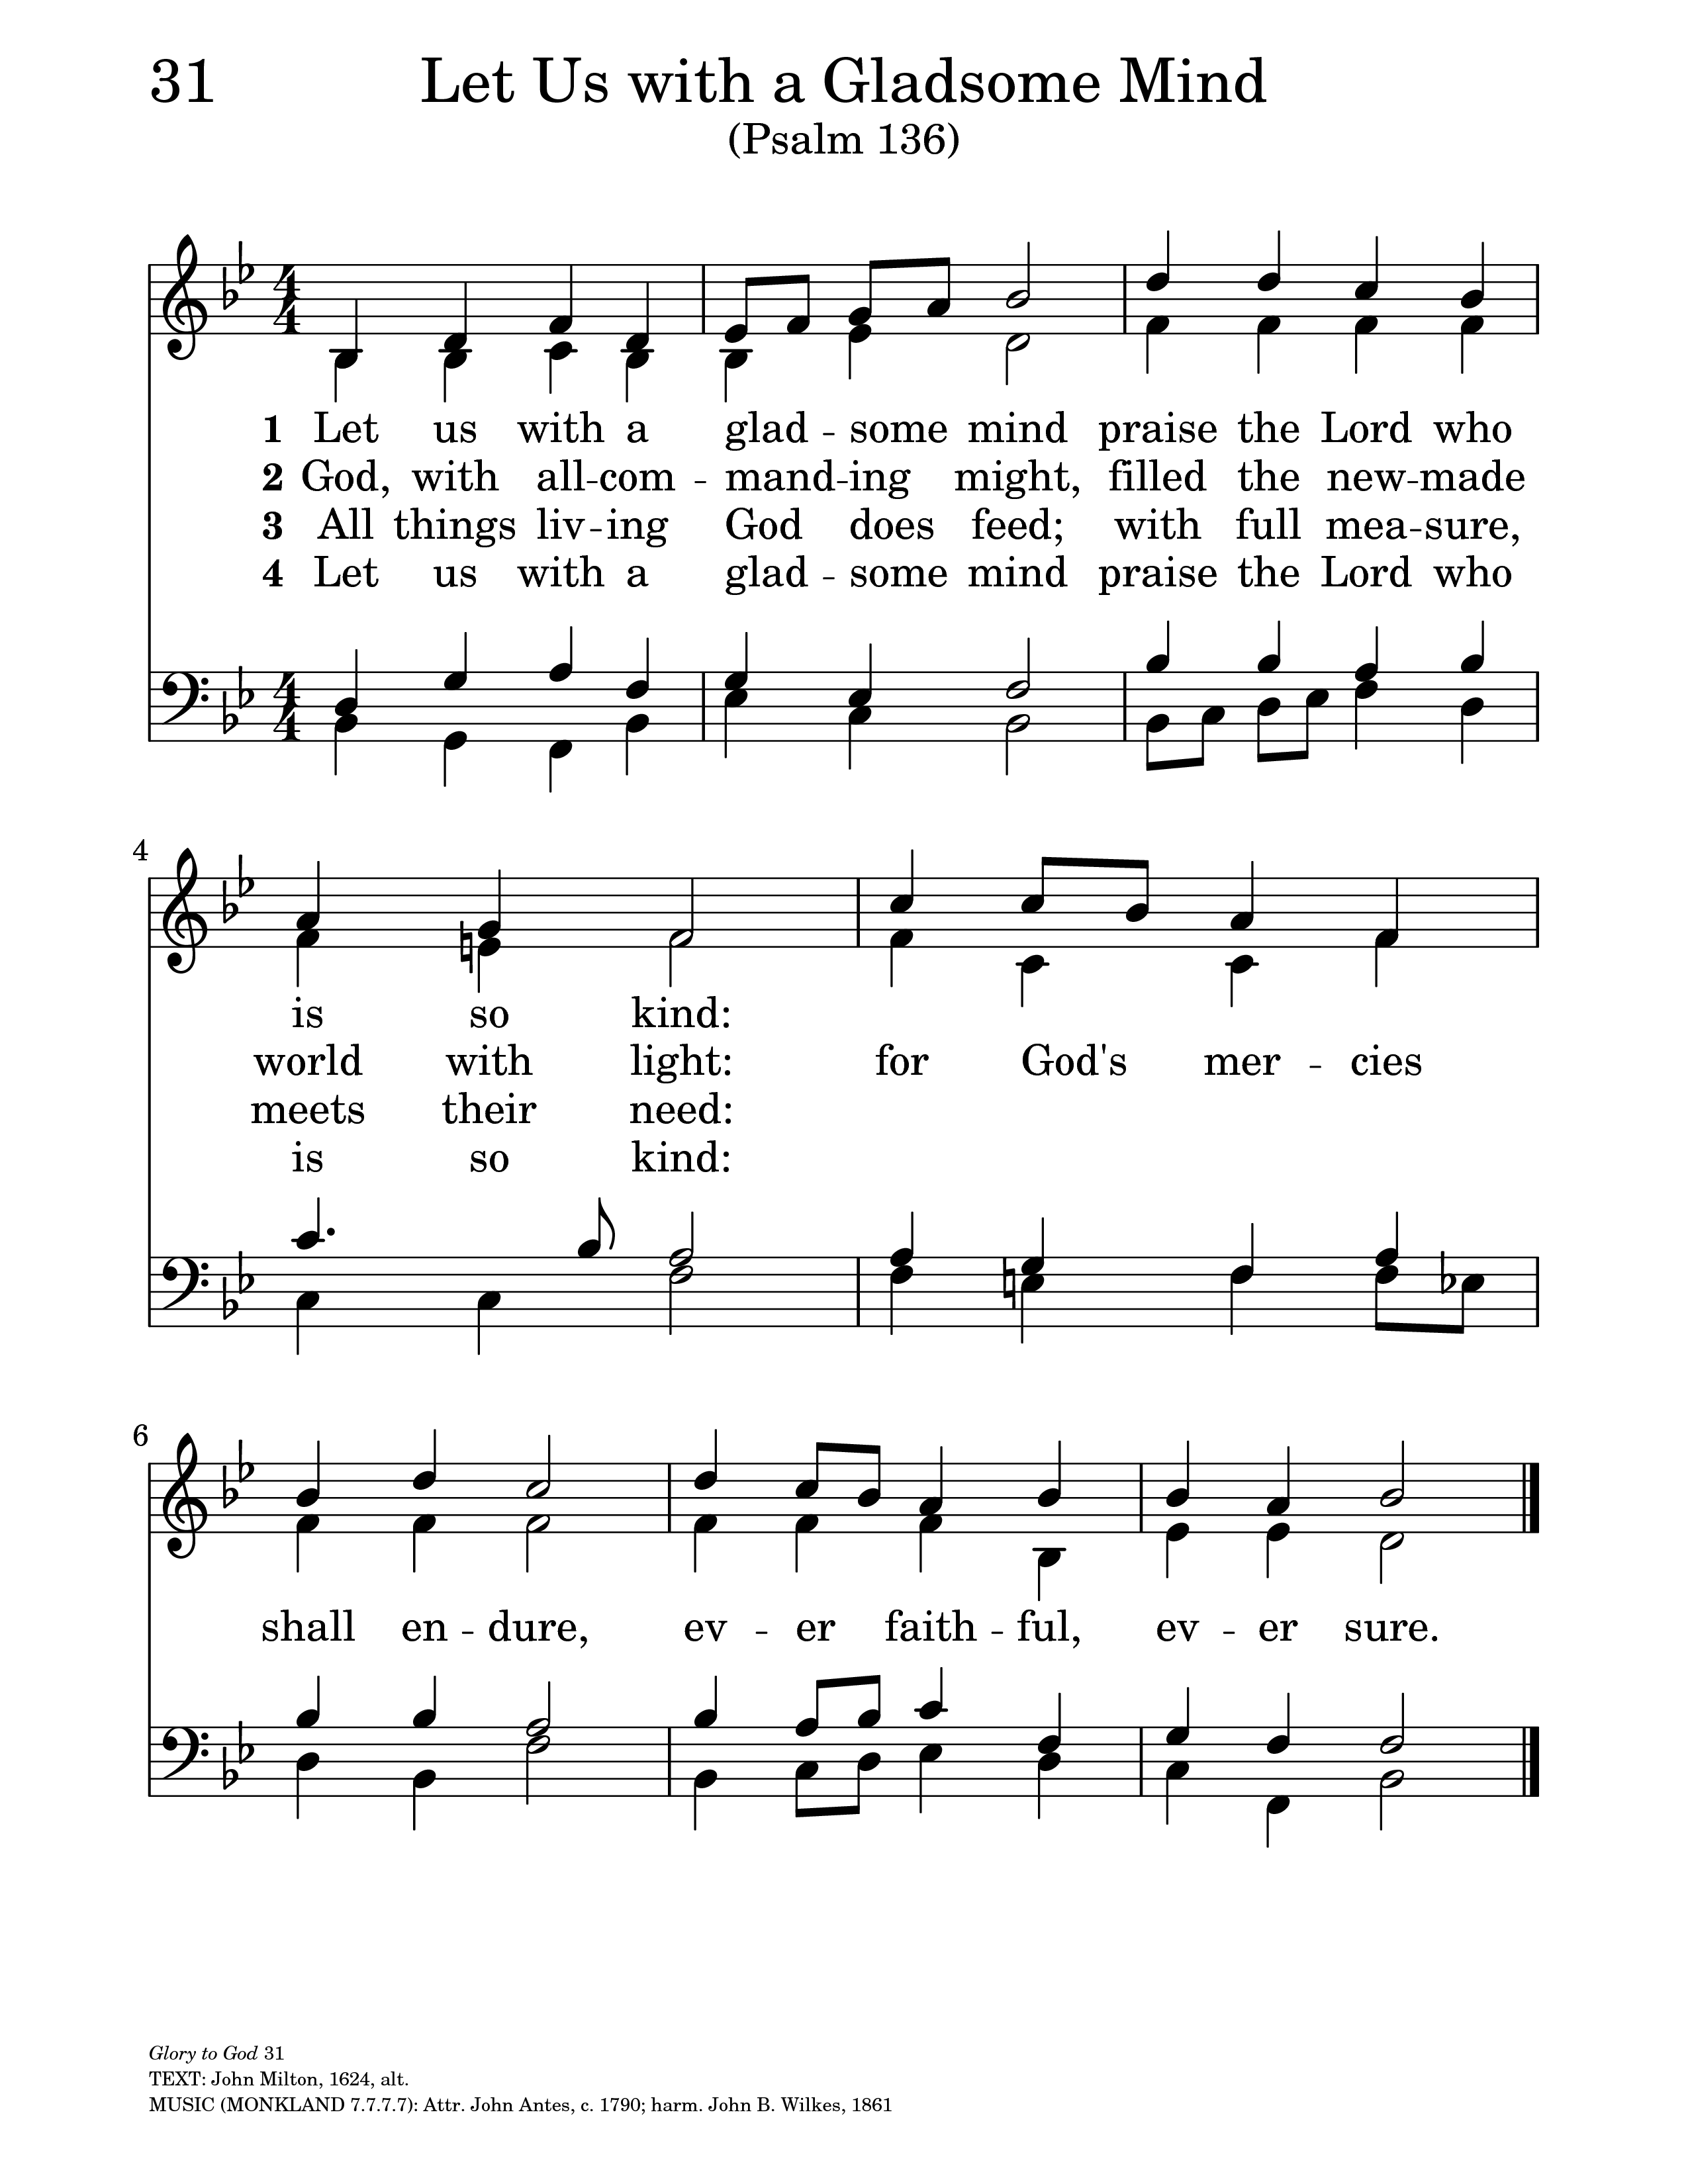 31 Let Us with a Gladsome Mind
(Psalm 136)
4
4
1 Let us with a glad - some mind praise the Lord who
2 God, with all - com - mand - ing might, filled the new - made
3 All things liv - ing God does feed; with full mea - sure,
4 Let us with a glad - some mind praise the Lord who
4
4
4
is so kind:
world with light: for God's mer - cies
meets their need:
is so kind:
6
shall en - dure, ev - er faith - ful, ev - er sure.
Glory to God 31
TEXT: John Milton, 1624, alt.
MUSIC (MONKLAND 7.7.7.7): Attr. John Antes, c. 1790; harm. John B. Wilkes, 1861